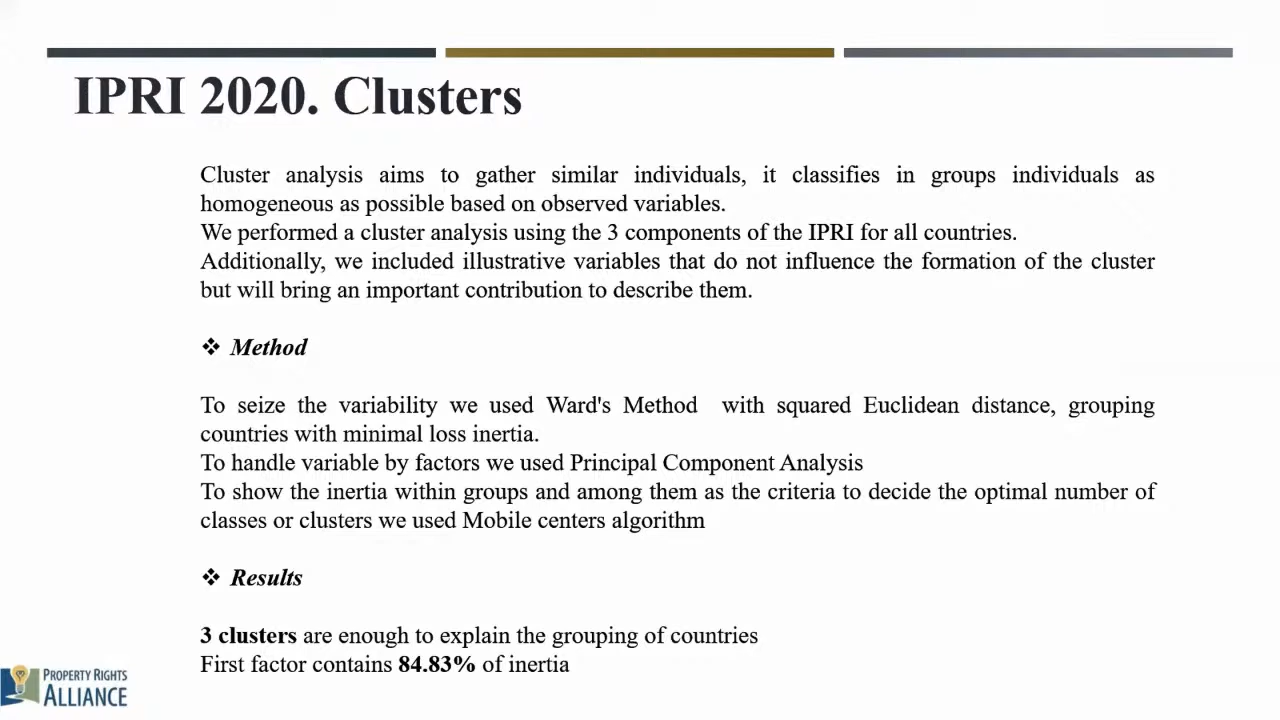 IPRI 2020. Clusters
Cluster analysis aims to gather similar individuals, it classifies in groups individuals as
homogeneous as possible based on observed variables.
We performed a cluster analysis using the 3 components of the IPRI for all countries.
Additionally, we included illustrative variables that do not influence the formation of the cluster
but will bring an important contribution to describe them.
❖ Method
To seize the variability we used Ward's Method with squared Euclidean distance, grouping
countries with minimal loss inertia.
To handle variable by factors we used Principal Component Analysis
To show the inertia within groups and among them as the criteria to decide the optimal number of
classes or clusters we used Mobile centers algorithm
❖ Results
3 clusters are enough to explain the grouping of countries
First factor contains 84.83% of inertia
PROPERTY RIGHTS
ALLIANCE